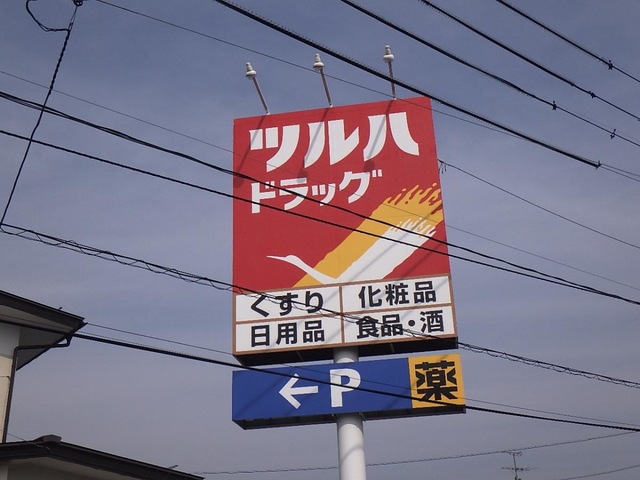 ツルハ
ドラッグ
くすり 化粧品
日用品 食品・酒
←P 薬